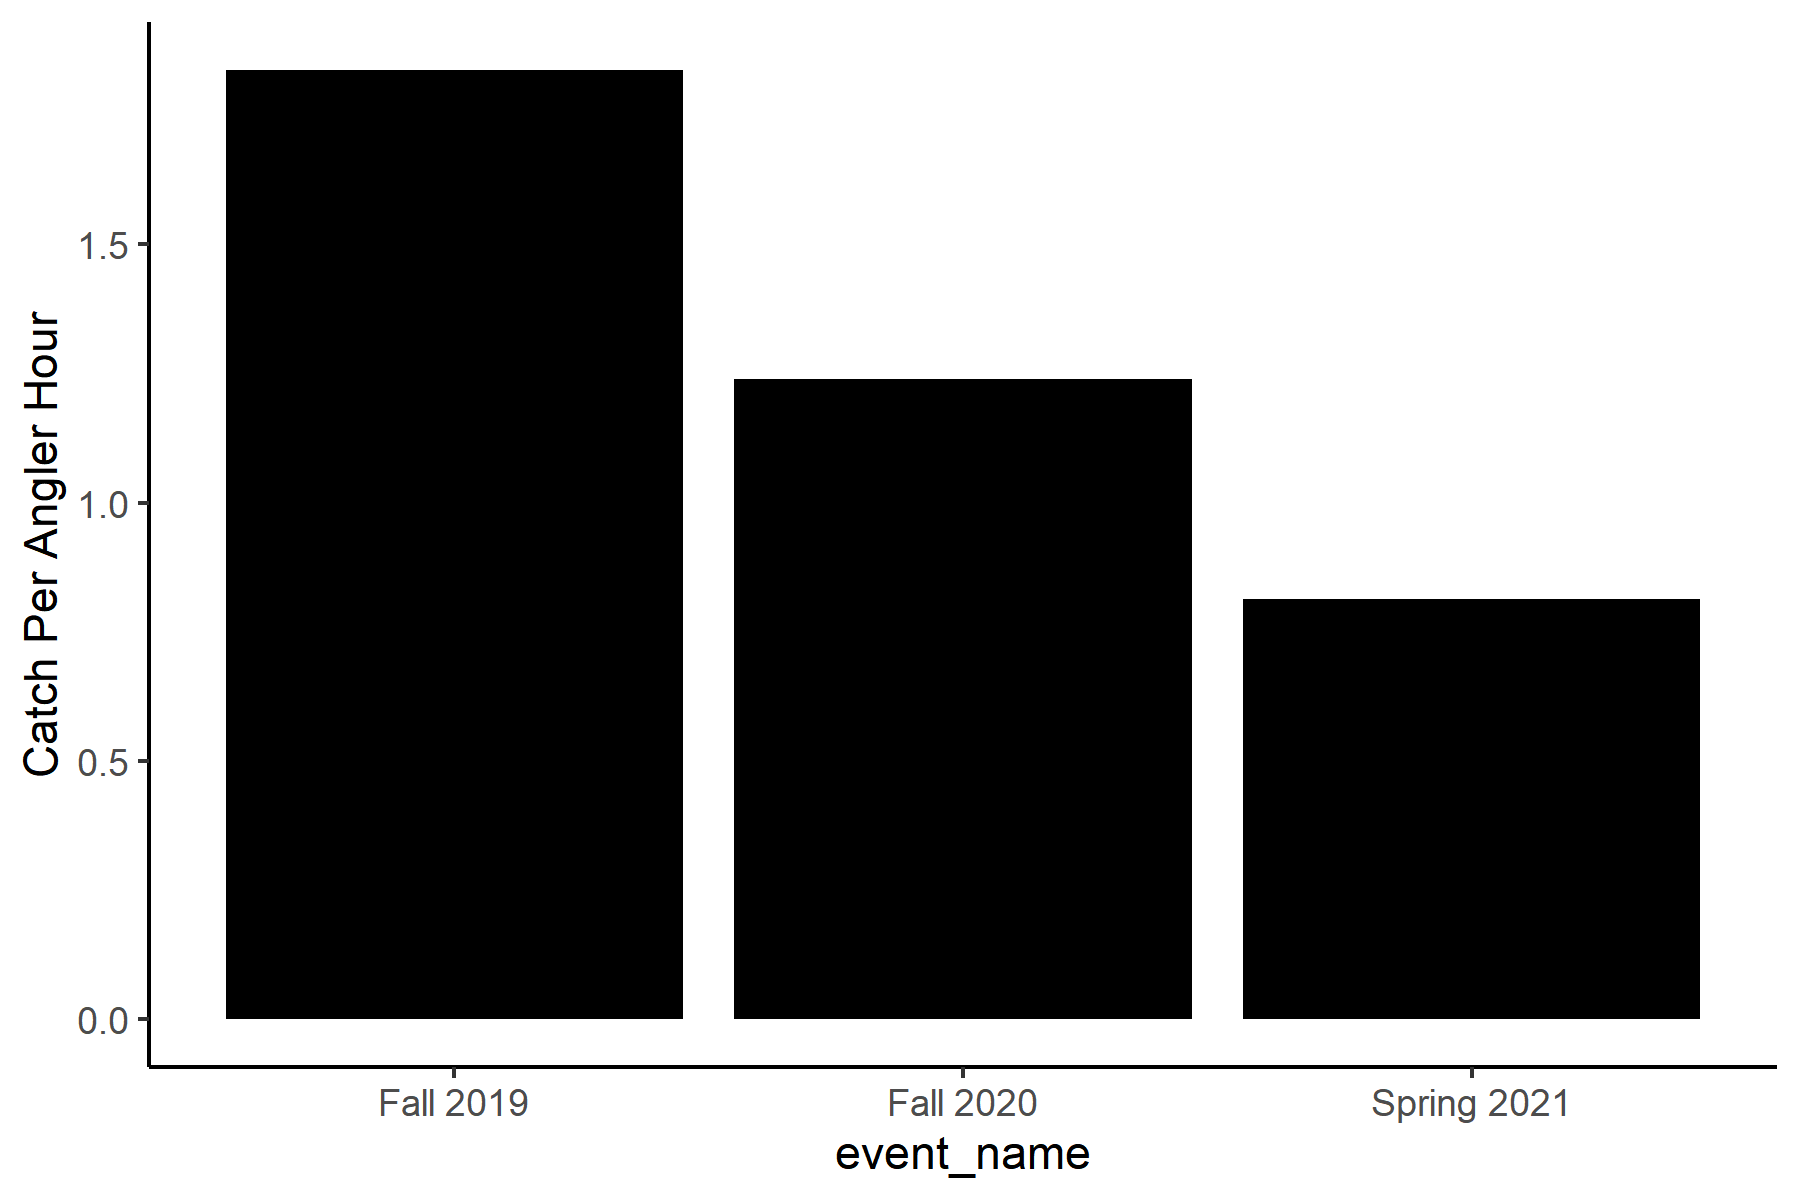 Catch Per Angler Hour
1.5
1.0
0.5
0.0
Fall 2019
Fall 2020
Spring 2021
event_name